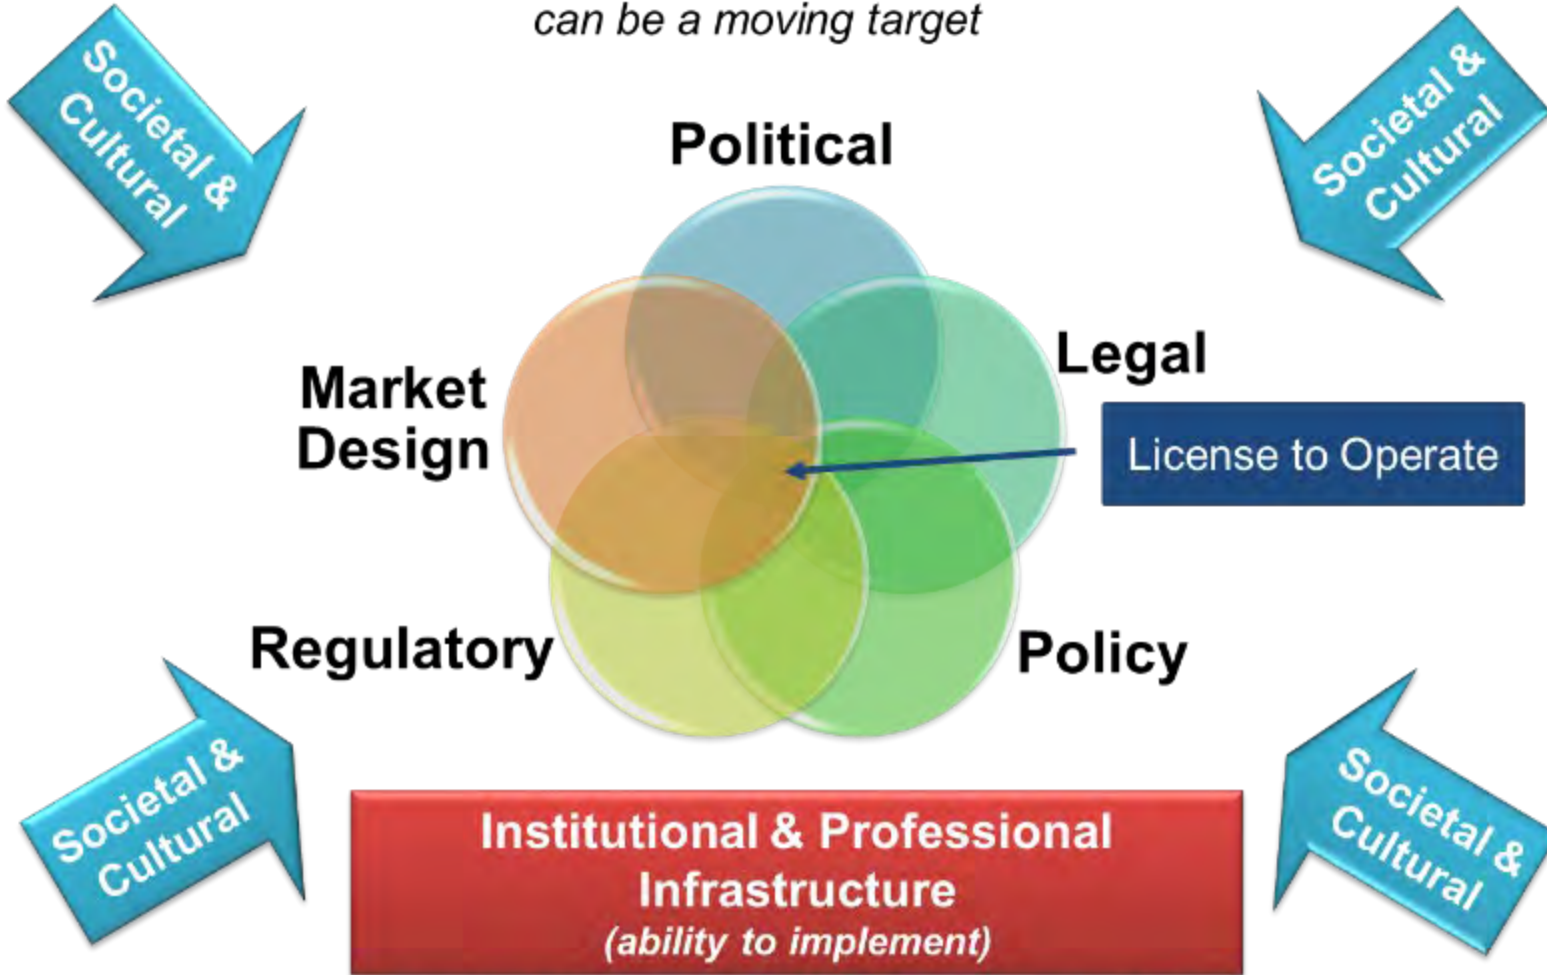 can be a moving target
Societal &
Cultural
Societal &
Cultural
Political
Legal
Market
Design
License to Operate
Regulatory
Policy
Societal &
Cultural
Societal &
Cultural
Institutional & Professional
Infrastructure
(ability to implement)